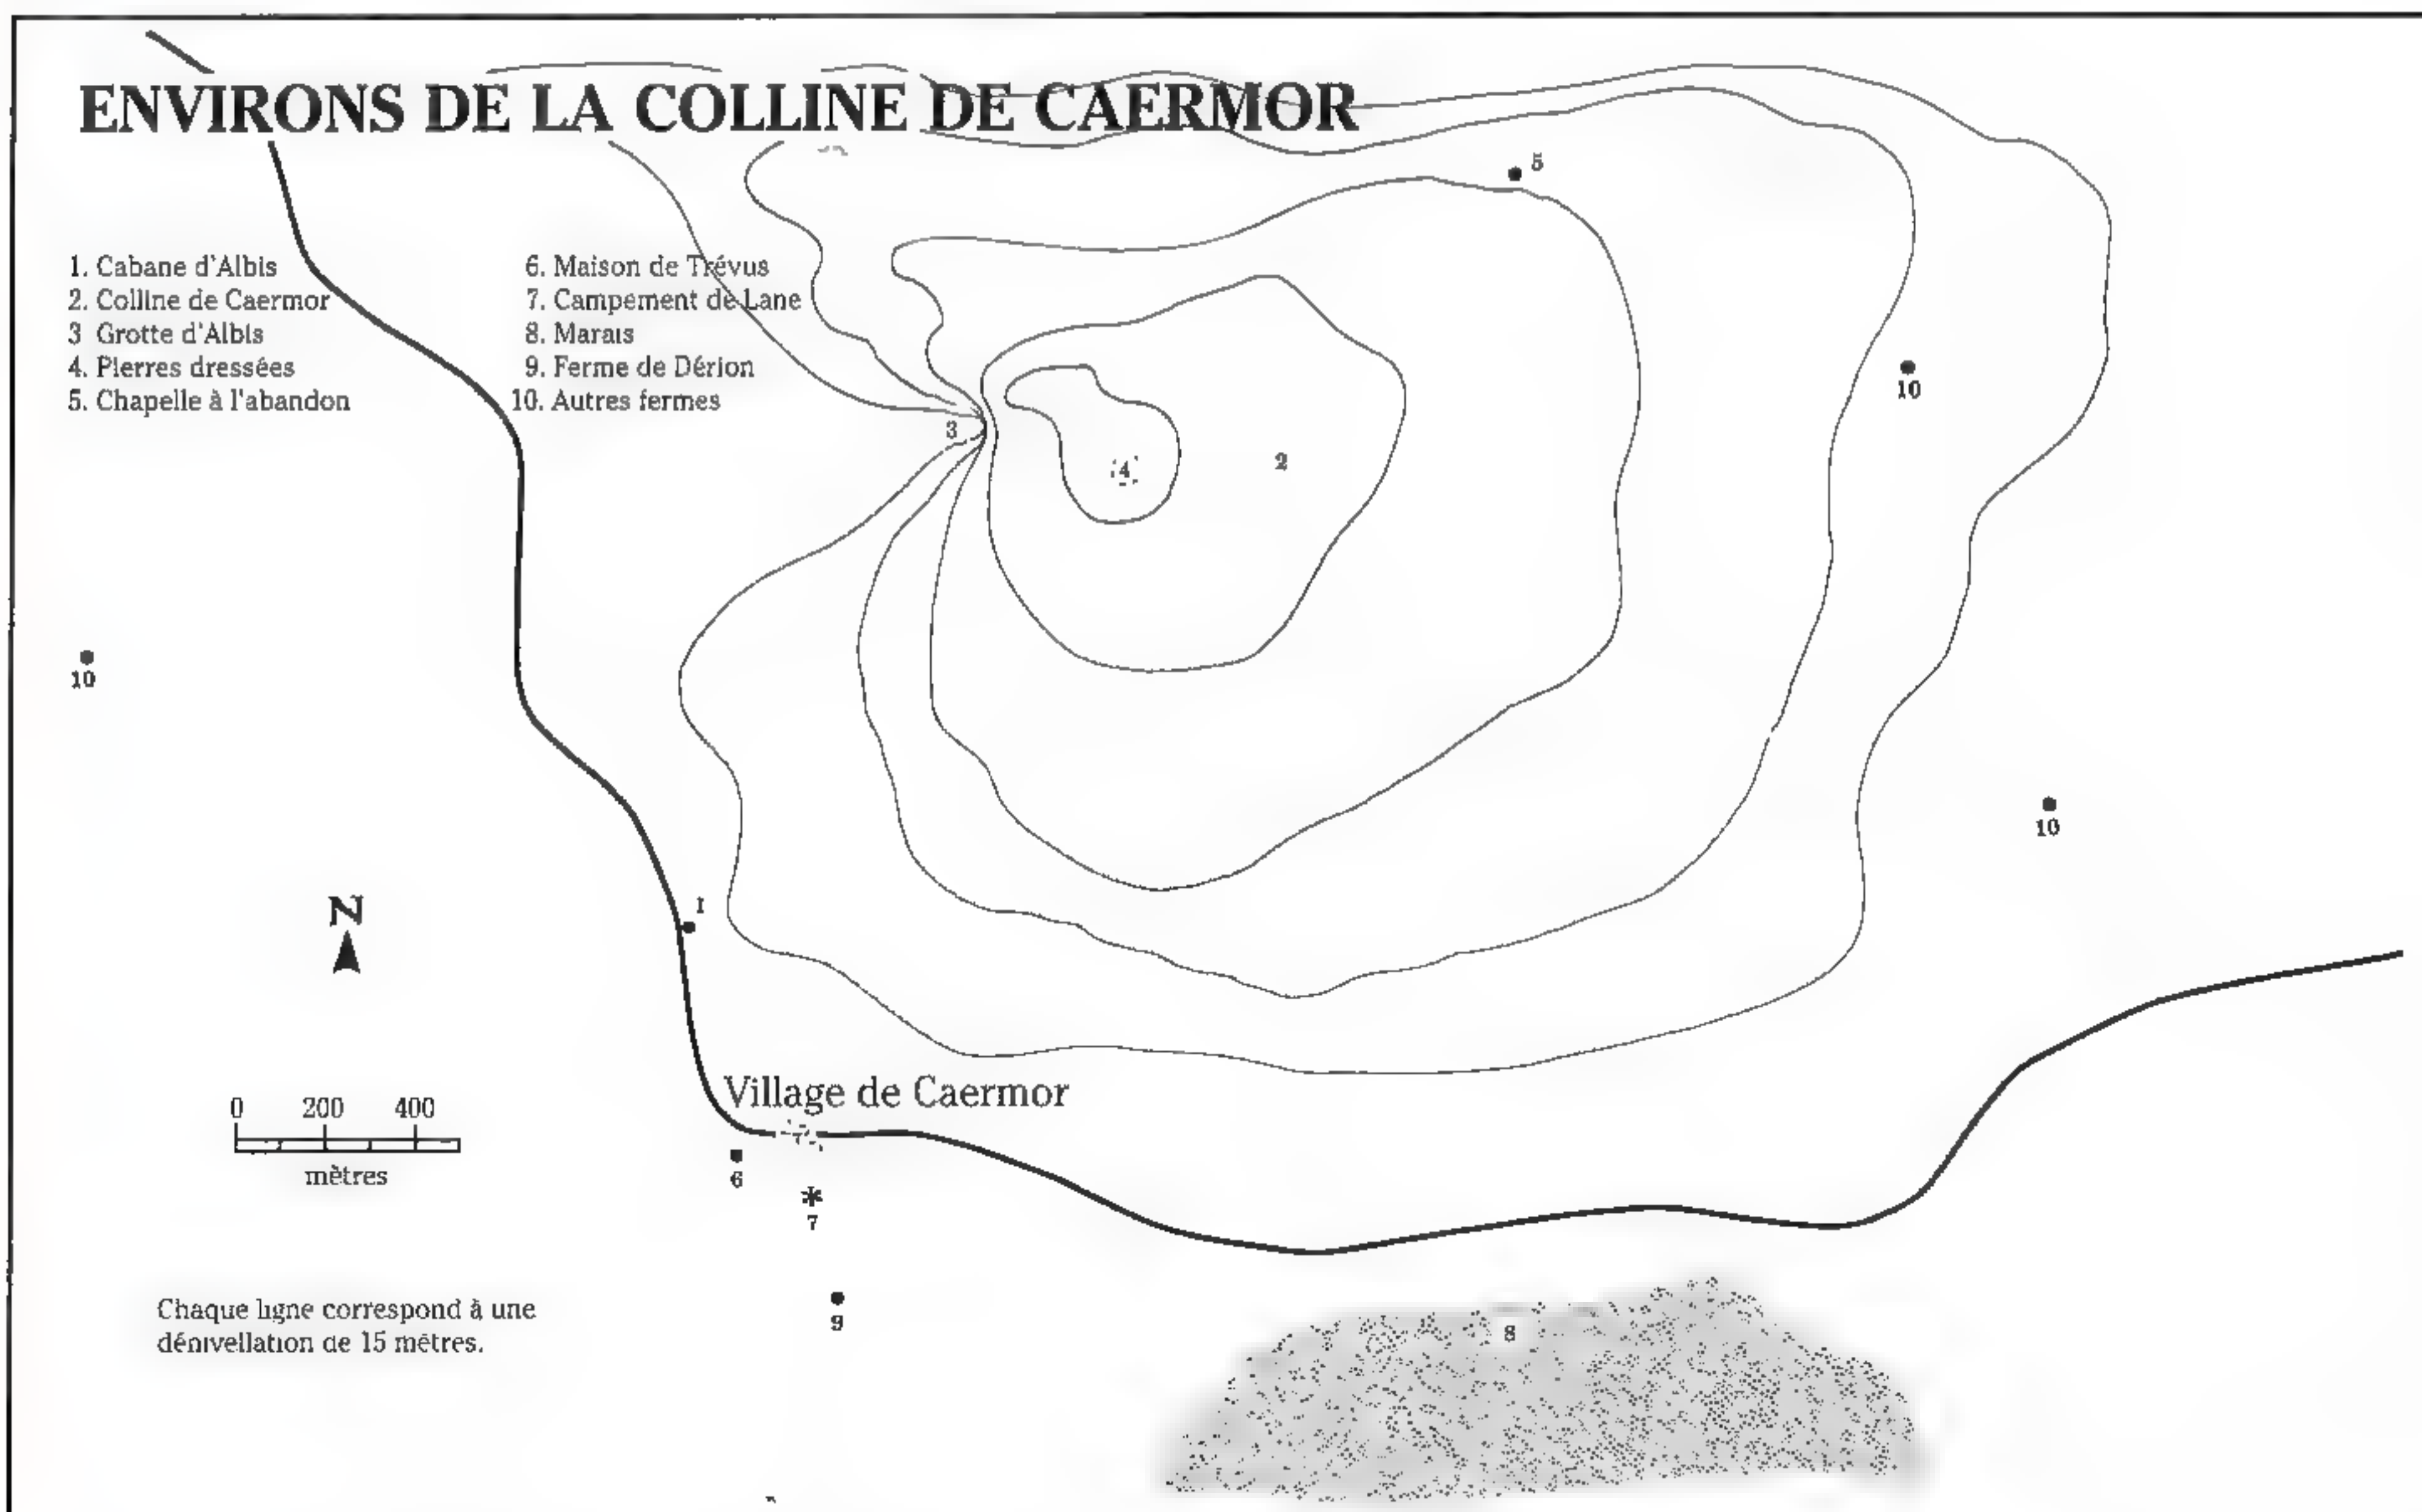 ENVIRONS DE LA COLLINE DE CAERMOR
1. Cabane d'Albis
2. Colline de Caermor
3 Grotte d'Albis
4. Pierres dressées
5. Chapelle à l'abandon
6. Maison de Trévus
7. Campement de Lane
8. Marais
9. Ferme de Dérion
10. Autres fermes
5
10
3
4
2
10
10
N
1
0 200 400
mètres
Village de Caermor
6
7
9
8
Chaque ligne correspond à une
dénivellation de 15 mètres.